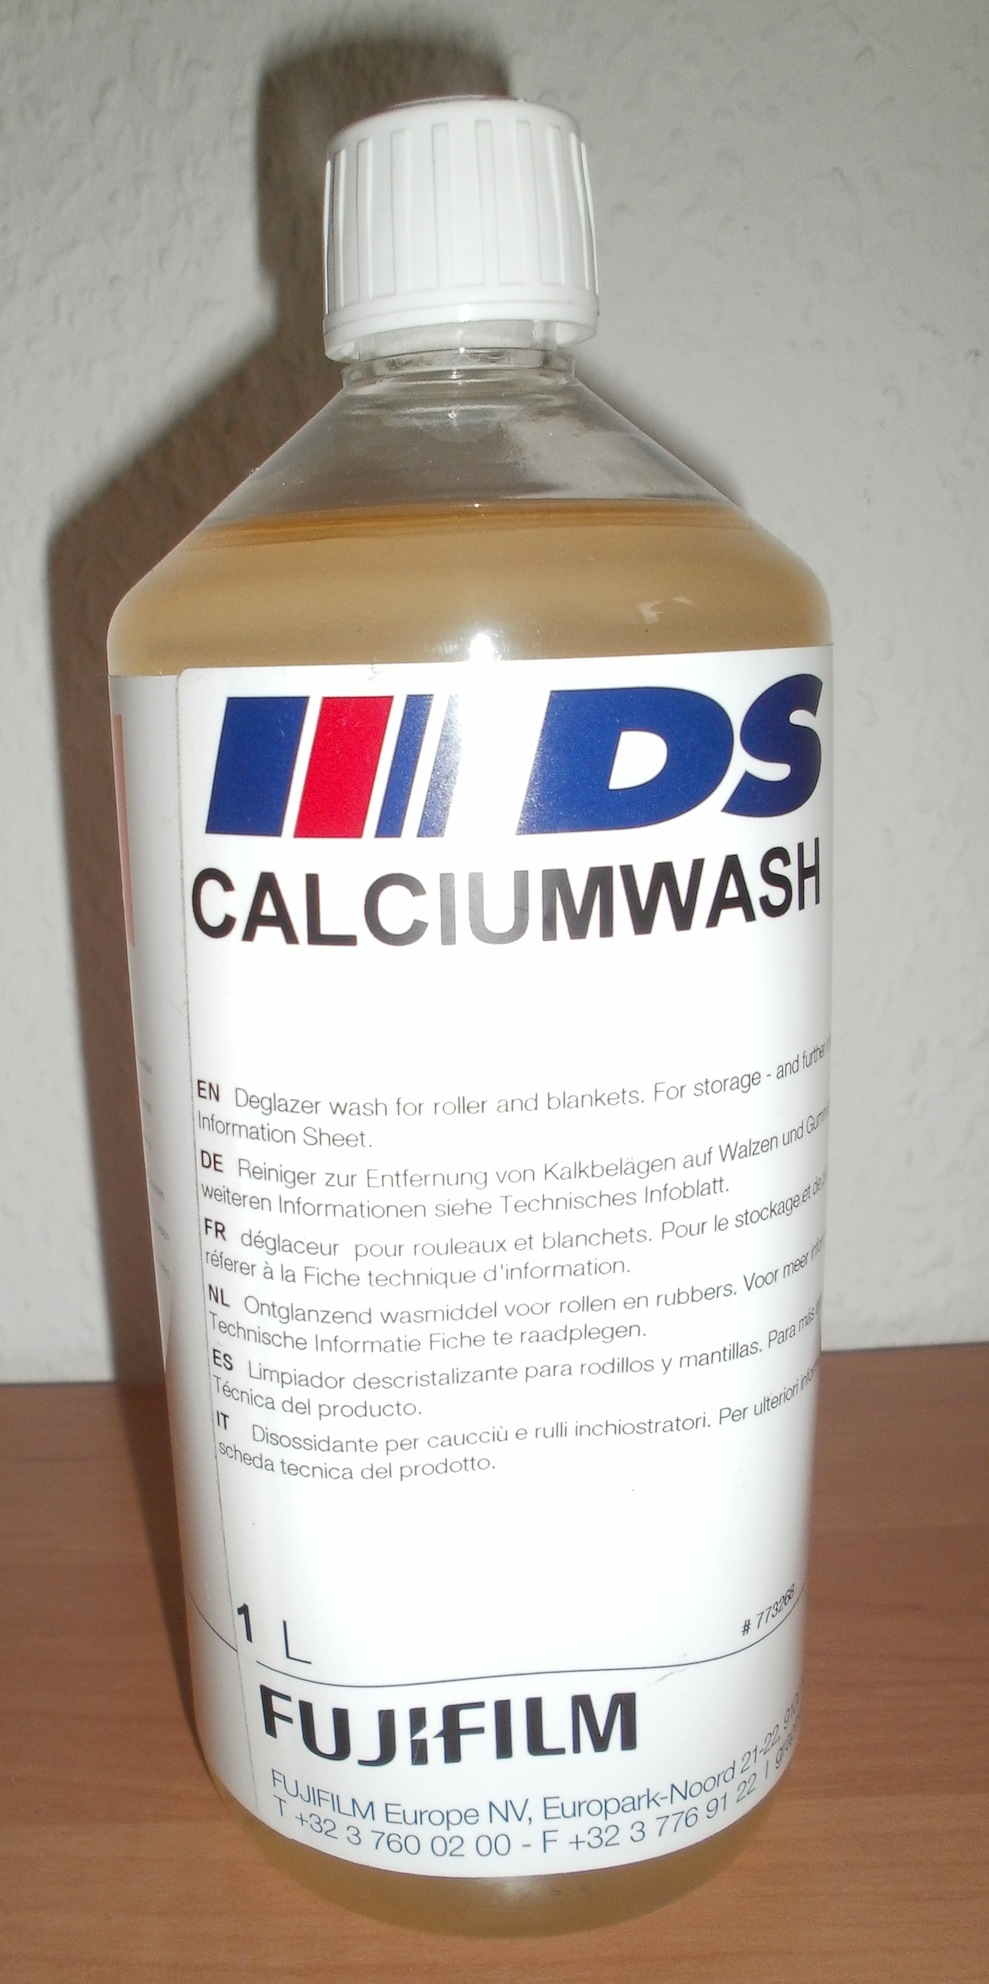 DS
CALCIUMWASH
EN Deglazer wash for roller and blankets. For storage - and further
Information Sheet.
DE Reiniger zur Entfernung von Kalkbelägen auf Walzen und
weiteren Informationen siehe Technisches Infoblatt.
FR déglaceur pour rouleaux et blanchets. Pour le stockage et de
réferer à la Fiche technique d'information.
NL Ontglanzend wasmiddel voor rollen en rubbers. Voor meer
Technische Informatie Fiche te raadplegen.
ES Limpiador descristalizante para rodillos y mantillas. Para más
Técnica del producto.
IT Disossidante per caucciù e rulli inchiostratori. Per ulteriori
scheda tecnica del prodotto.
1 L
# 773268
FUJIFILM
FUJIFILM Europe NV, Europark-Noord 21-22,
T +32 3 760 02 00 - F +32 3 776 91 22 |